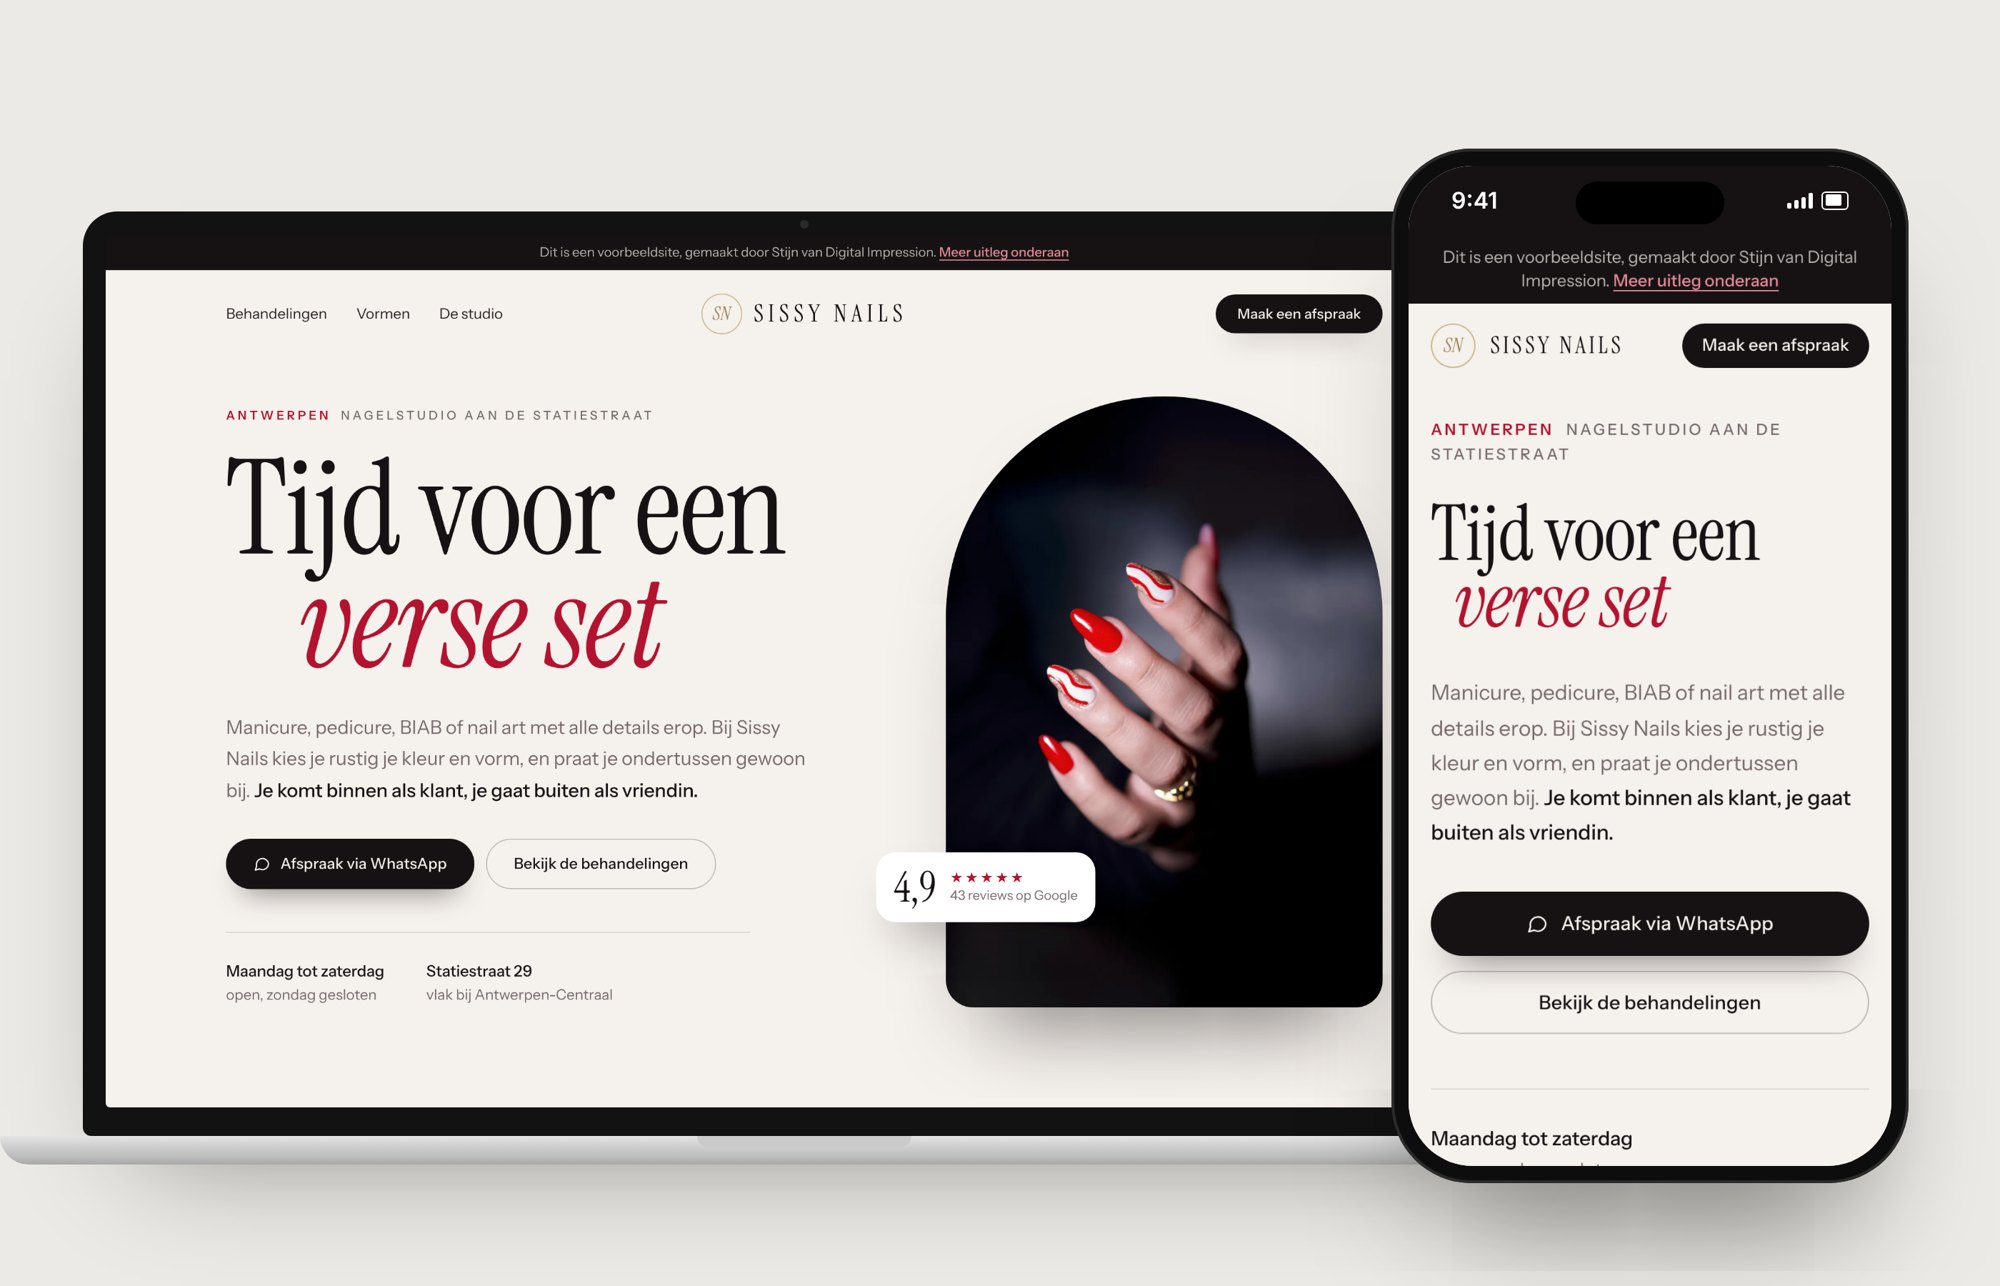 Dit is een voorbeeldsite, gemaakt door Stijn van Digital Impression. Meer uitleg onderaan
Behandelingen Vormen De studio
SN SISSY NAILS
Maak een afspraak
ANTWERPEN NAGELSTUDIO AAN DE STATIESTRAAT
Tijd voor een
verse set
Manicure, pedicure, BIAB of nail art met alle details erop. Bij Sissy
Nails kies je rustig je kleur en vorm, en praat je ondertussen gewoon
bij. Je komt binnen als klant, je gaat buiten als vriendin.
Afspraak via WhatsApp
Bekijk de behandelingen
4,9 ★★★★★
43 reviews op Google
Maandag tot zaterdag
open, zondag gesloten
Statiestraat 29
vlak bij Antwerpen-Centraal
9:41
Dit is een voorbeeldsite, gemaakt door Stijn van Digital
Impression. Meer uitleg onderaan
SN SISSY NAILS
Maak een afspraak
ANTWERPEN NAGELSTUDIO AAN DE
STATIESTRAAT
Tijd voor een
verse set
Manicure, pedicure, BIAB of nail art met alle
details erop. Bij Sissy Nails kies je rustig je
kleur en vorm, en praat je ondertussen
gewoon bij. Je komt binnen als klant, je gaat
buiten als vriendin.
Afspraak via WhatsApp
Bekijk de behandelingen
Maandag tot zaterdag